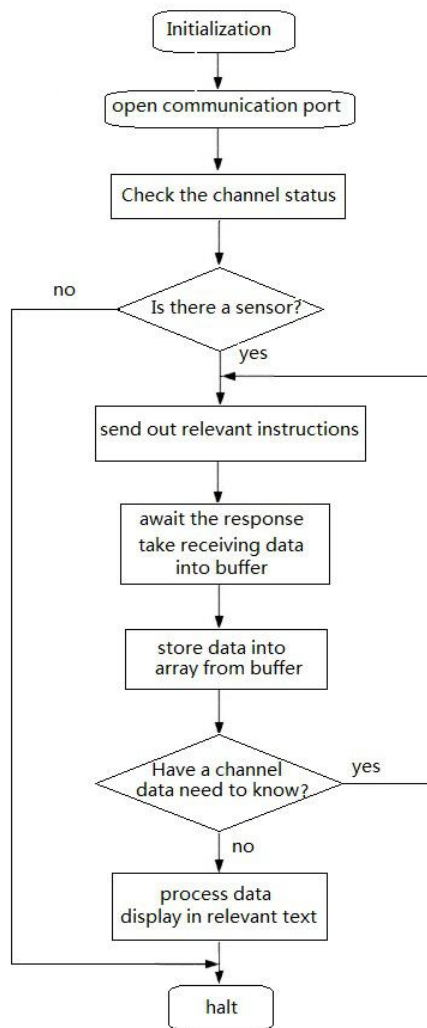 Initialization
open communication port
Check the channel status
no
Is there a sensor?
yes
send out relevant instructions
await the response
take receiving data
into buffer
store data into
array from buffer
Have a channel
data need to know?
yes
no
process data
display in relevant text
halt